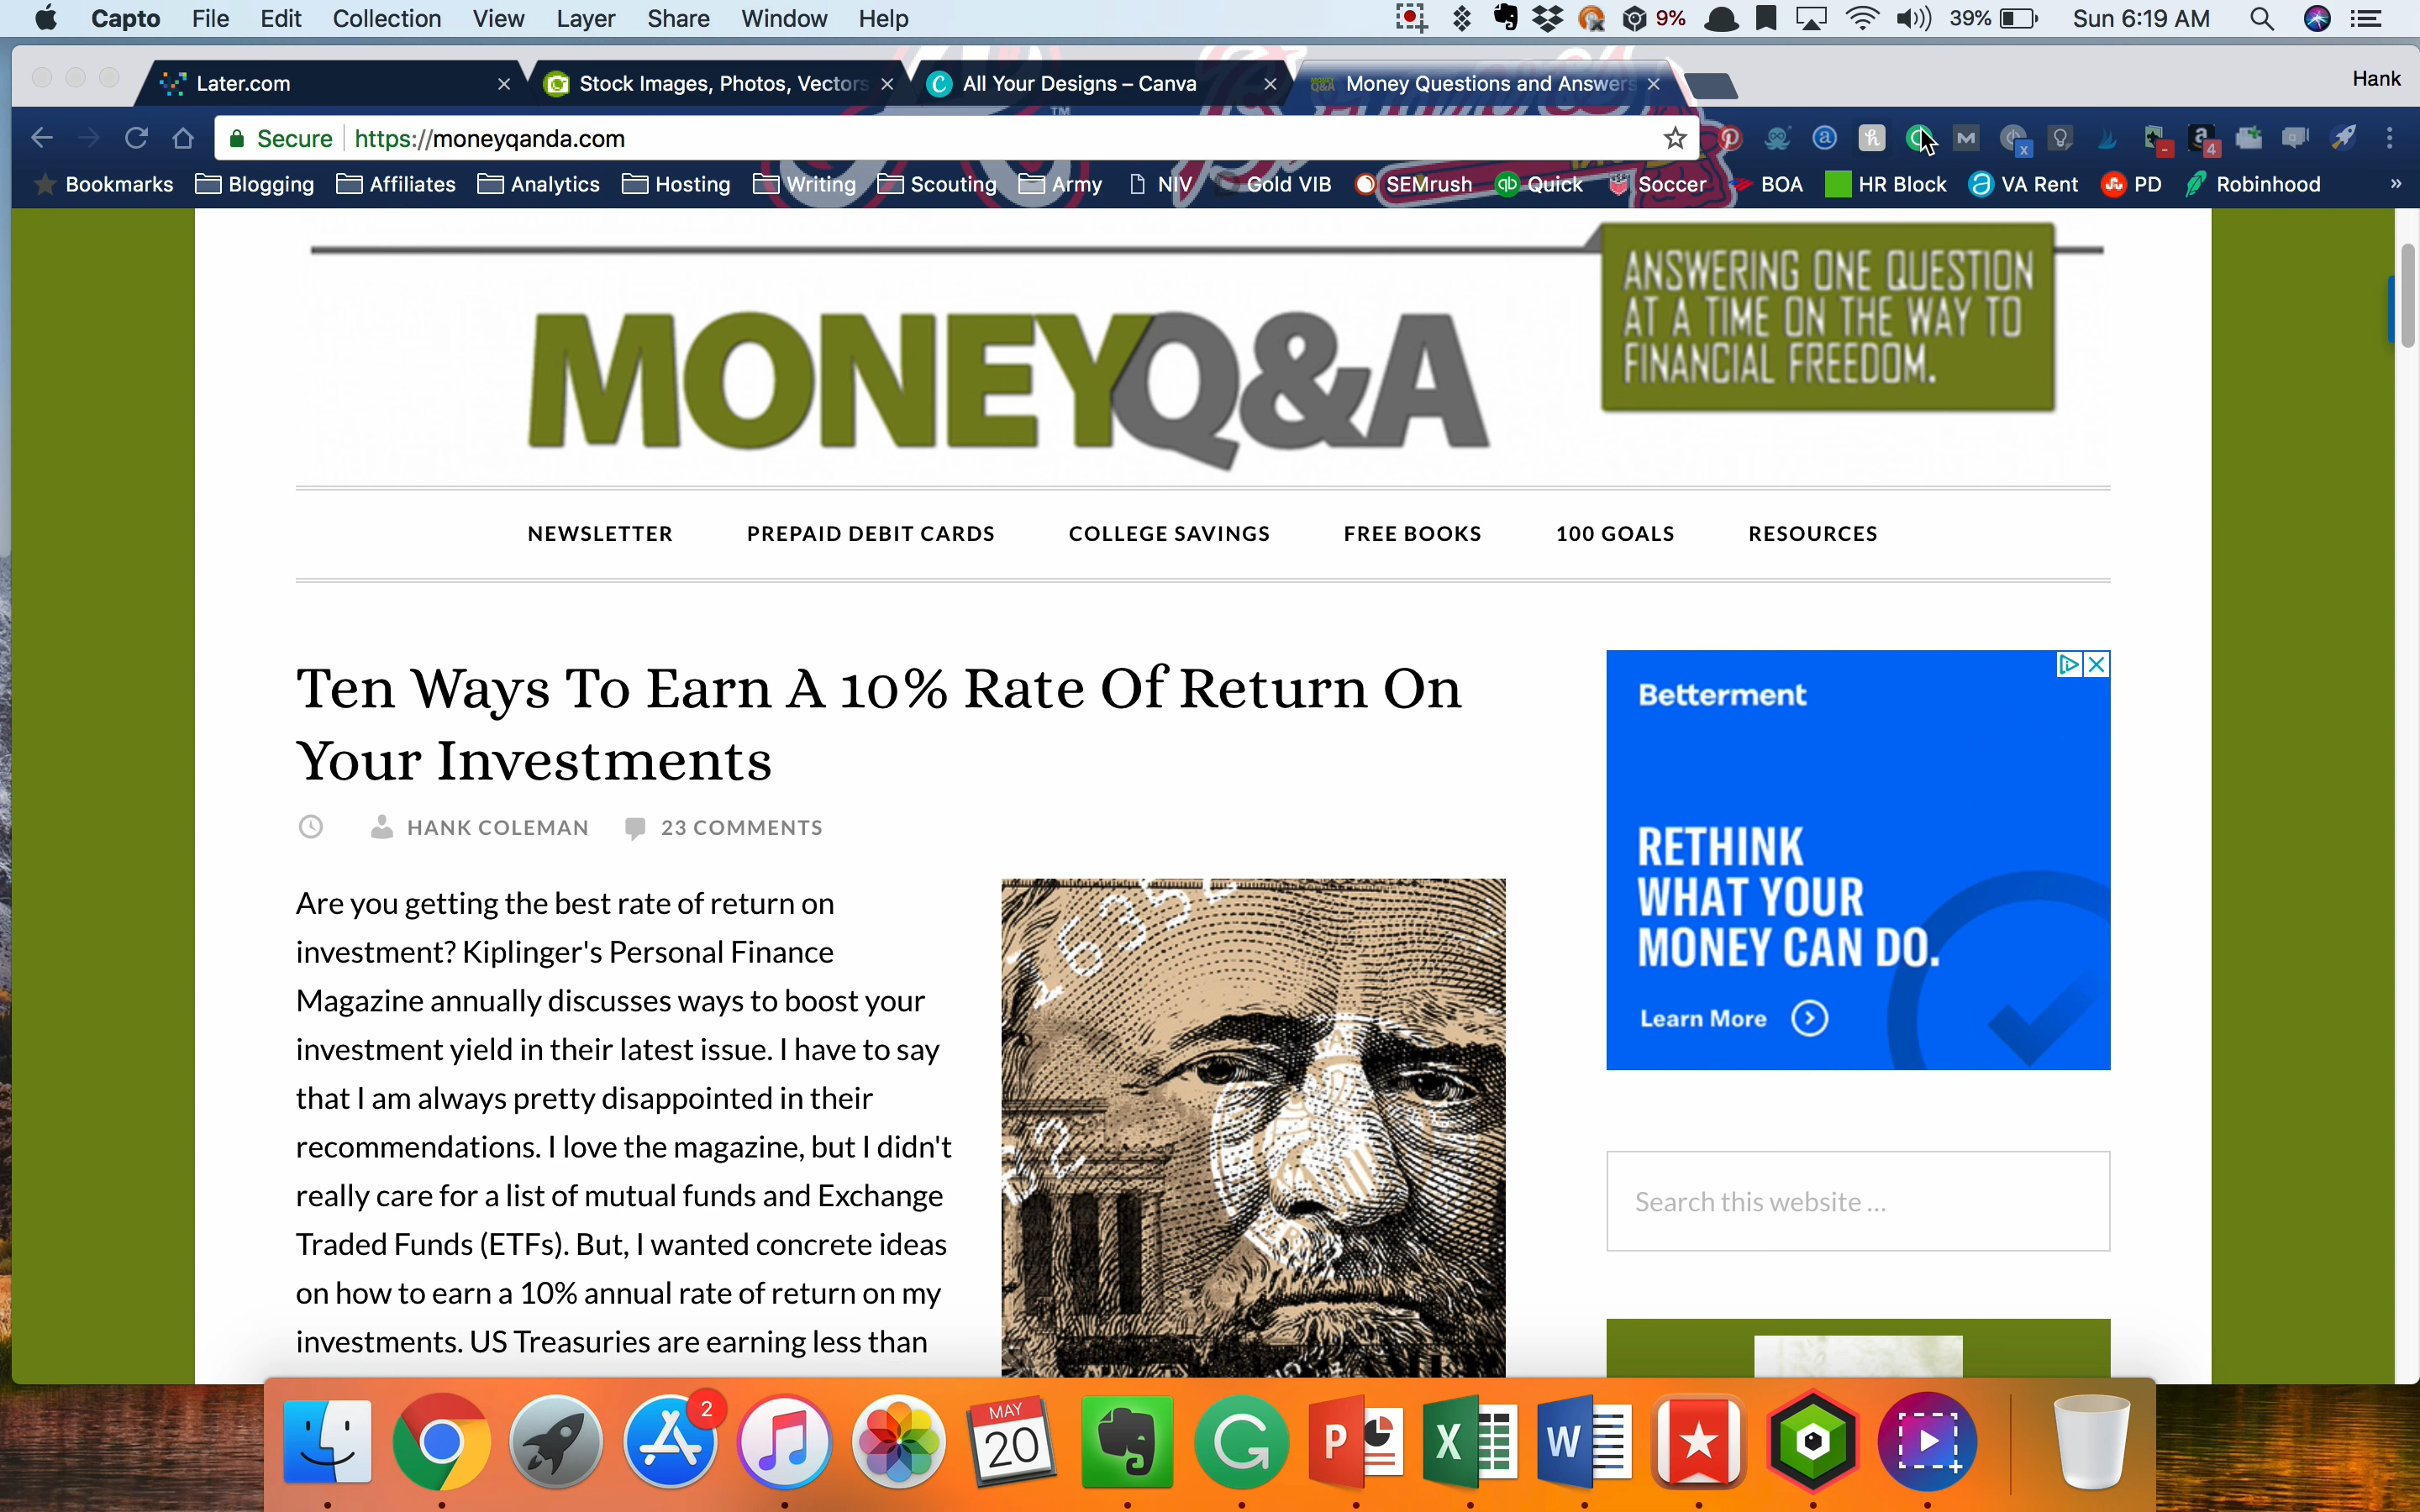 Capto File Edit Collection View Layer Share Window Help 9% 39% Sun 6:19 AM
Later.com Stock Images, Photos, Vectors All Your Designs – Canva Money Questions and Answers Hank
Secure https://moneyqanda.com
Bookmarks Blogging Affiliates Analytics Hosting Writing Scouting Army NIV Gold VIB SEMrush Quick Soccer BOA HR Block VA Rent PD Robinhood »
ANSWERING ONE QUESTION
AT A TIME ON THE WAY TO
FINANCIAL FREEDOM.
MONEYQ&A
NEWSLETTER PREPAID DEBIT CARDS COLLEGE SAVINGS FREE BOOKS 100 GOALS RESOURCES
Ten Ways To Earn A 10% Rate Of Return On
Your Investments
HANK COLEMAN 23 COMMENTS
Are you getting the best rate of return on
investment? Kiplinger's Personal Finance
Magazine annually discusses ways to boost your
investment yield in their latest issue. I have to say
that I am always pretty disappointed in their
recommendations. I love the magazine, but I didn't
really care for a list of mutual funds and Exchange
Traded Funds (ETFs). But, I wanted concrete ideas
on how to earn a 10% annual rate of return on my
investments. US Treasuries are earning less than
Betterment
RETHINK
WHAT YOUR
MONEY CAN DO.
Learn More
Search this website ...
2
MAY
20